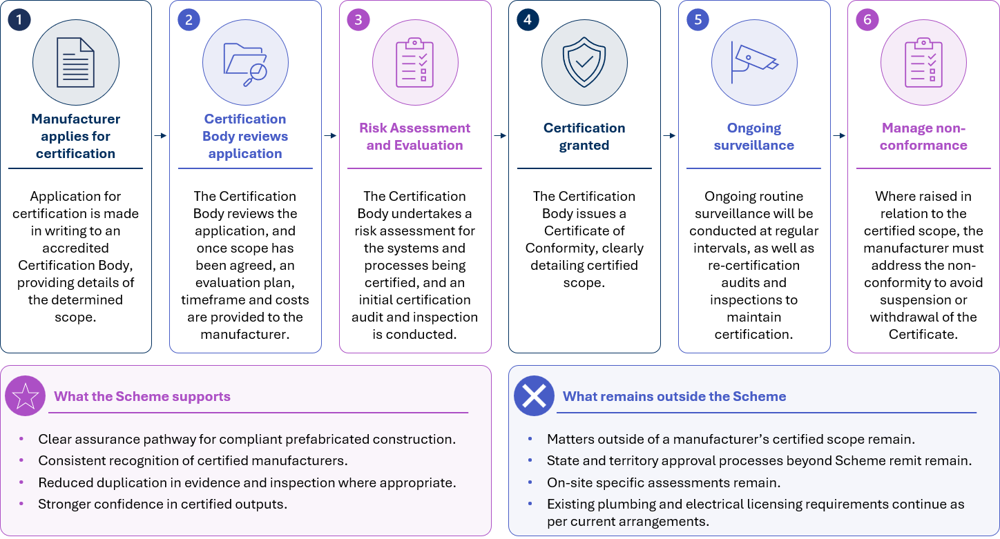 1
Manufacturer
applies for
certification
Application for
certification is made
in writing to an
accredited
Certification Body,
providing details of
the determined
scope.
2
Certification
Body reviews
application
The Certification
Body reviews the
application, and
once scope has
been agreed, an
evaluation plan,
timeframe and costs
are provided to the
manufacturer.
3
Risk Assessment
and Evaluation
The Certification
Body undertakes a
risk assessment for
the systems and
processes being
certified, and an
initial certification
audit and inspection
is conducted.
4
Certification
granted
The Certification
Body issues a
Certificate of
Conformity, clearly
detailing certified
scope.
5
Ongoing
surveillance
Ongoing routine
surveillance will be
conducted at regular
intervals, as well as
re-certification
audits and
inspections to
maintain
certification.
6
Manage non-
conformance
Where raised in
relation to the
certified scope, the
manufacturer must
address the non-
conformity to avoid
suspension or
withdrawal of the
Certificate.
What the Scheme supports
• Clear assurance pathway for compliant prefabricated construction.
• Consistent recognition of certified manufacturers.
• Reduced duplication in evidence and inspection where appropriate.
• Stronger confidence in certified outputs.
What remains outside the Scheme
• Matters outside of a manufacturer’s certified scope remain.
• State and territory approval processes beyond Scheme remit remain.
• On-site specific assessments remain.
• Existing plumbing and electrical licensing requirements continue as
per current arrangements.